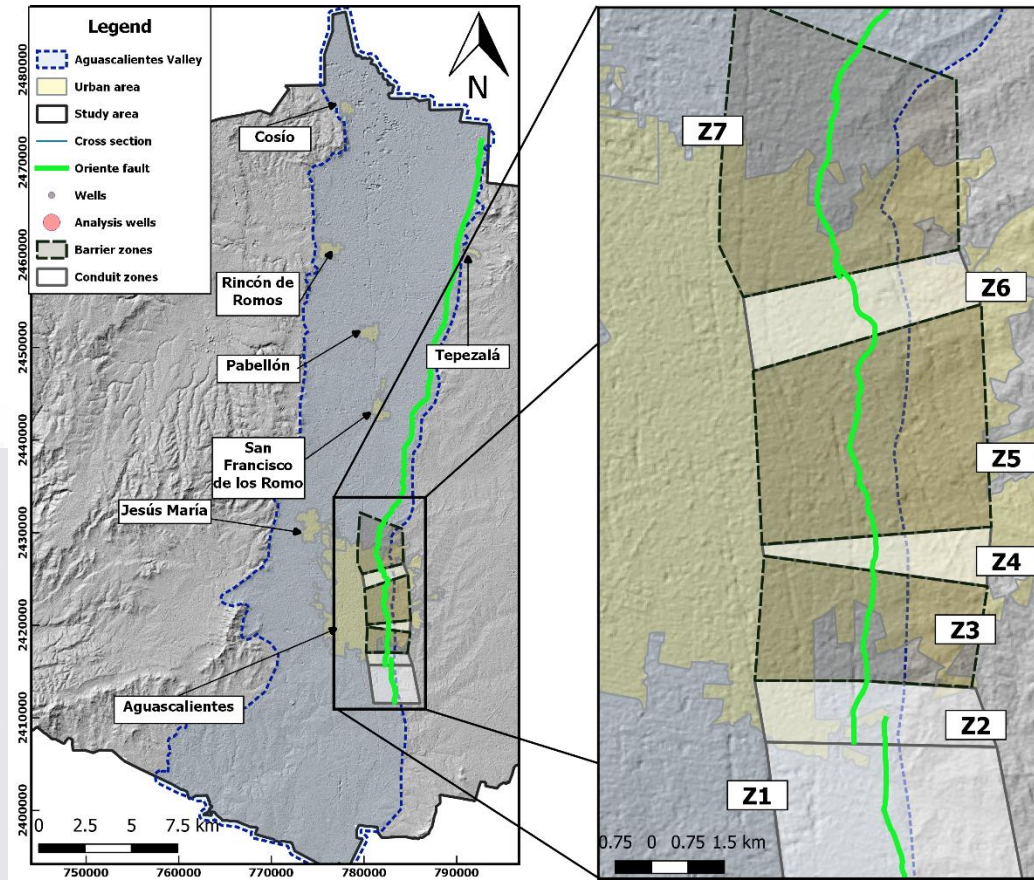 Legend
Aguascalientes Valley
Urban area
Study area
Cross section
Oriente fault
Wells
Analysis wells
Barrier zones
Conduit zones
N
Cosío
Rincón de
Romos
Pabellón
Tepezalá
San
Francisco
de los Romo
Jesús María
Aguascalientes
2480000
2470000
2460000
2450000
2440000
2430000
2420000
2410000
2400000
0 2.5 5 7.5 km
750000 760000 770000 780000 790000
Z7
Z6
Z5
Z4
Z3
Z2
Z1
0.75 0 0.75 1.5 km